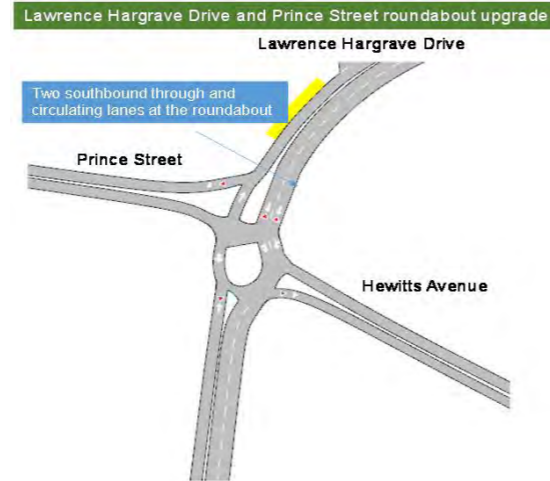 Lawrence Hargrave Drive and Prince Street roundabout upgrade
Lawrence Hargrave Drive
Two southbound through and
circulating lanes at the roundabout
Prince Street
Hewitts Avenue